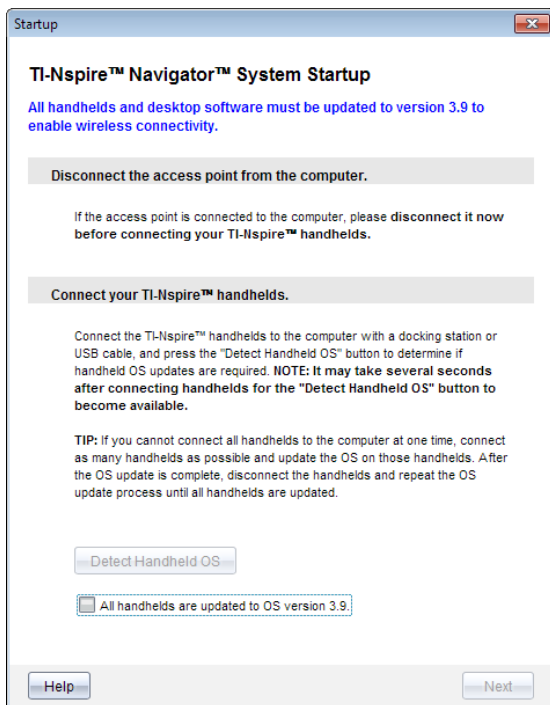 Startup
TI-Nspire™ Navigator™ System Startup
All handhelds and desktop software must be updated to version 3.9 to
enable wireless connectivity.
Disconnect the access point from the computer.
If the access point is connected to the computer, please disconnect it now
before connecting your TI-Nspire™ handhelds.
Connect your TI-Nspire™ handhelds.
Connect the TI-Nspire™ handhelds to the computer with a docking station or
USB cable, and press the "Detect Handheld OS" button to determine if
handheld OS updates are required. NOTE: It may take several seconds
after connecting handhelds for the "Detect Handheld OS" button to
become available.
TIP: If you cannot connect all handhelds to the computer at one time, connect
as many handhelds as possible and update the OS on those handhelds. After
the OS update is complete, disconnect the handhelds and repeat the OS
update process until all handhelds are updated.
Detect Handheld OS
All handhelds are updated to OS version 3.9.
Help
Next